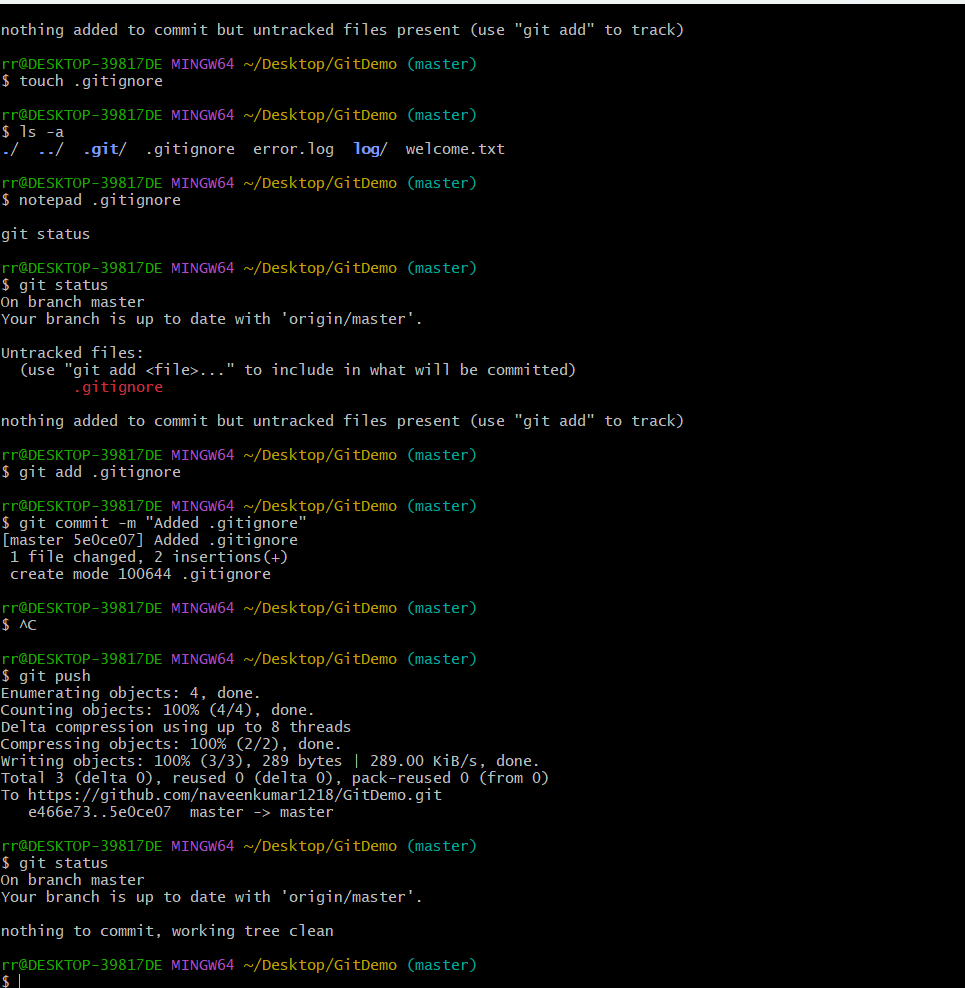 nothing added to commit but untracked files present (use "git add" to track)
rr@DESKTOP-39817DE MINGW64 ~/Desktop/GitDemo (master)
$ touch .gitignore
rr@DESKTOP-39817DE MINGW64 ~/Desktop/GitDemo (master)
$ ls -a
./  ../  .git/  .gitignore  error.log  log/  welcome.txt
rr@DESKTOP-39817DE MINGW64 ~/Desktop/GitDemo (master)
$ notepad .gitignore
git status
rr@DESKTOP-39817DE MINGW64 ~/Desktop/GitDemo (master)
$ git status
On branch master
Your branch is up to date with 'origin/master'.
Untracked files:
  (use "git add <file>..." to include in what will be committed)
        .gitignore
nothing added to commit but untracked files present (use "git add" to track)
rr@DESKTOP-39817DE MINGW64 ~/Desktop/GitDemo (master)
$ git add .gitignore
rr@DESKTOP-39817DE MINGW64 ~/Desktop/GitDemo (master)
$ git commit -m "Added .gitignore"
[master 5e0ce07] Added .gitignore
 1 file changed, 2 insertions(+)
 create mode 100644 .gitignore
rr@DESKTOP-39817DE MINGW64 ~/Desktop/GitDemo (master)
$ ^C
rr@DESKTOP-39817DE MINGW64 ~/Desktop/GitDemo (master)
$ git push
Enumerating objects: 4, done.
Counting objects: 100% (4/4), done.
Delta compression using up to 8 threads
Compressing objects: 100% (2/2), done.
Writing objects: 100% (3/3), 289 bytes | 289.00 KiB/s, done.
Total 3 (delta 0), reused 0 (delta 0), pack-reused 0 (from 0)
To https://github.com/naveenkumar1218/GitDemo.git
   e466e73..5e0ce07  master -> master
rr@DESKTOP-39817DE MINGW64 ~/Desktop/GitDemo (master)
$ git status
On branch master
Your branch is up to date with 'origin/master'.
nothing to commit, working tree clean
rr@DESKTOP-39817DE MINGW64 ~/Desktop/GitDemo (master)
$